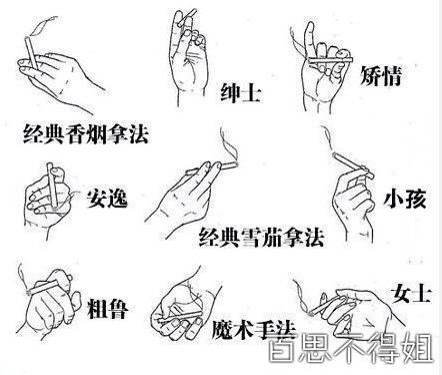 绅士
矫情
经典香烟拿法
安逸
小孩
经典雪茄拿法
粗鲁
女士
魔术手法
百思不得姐